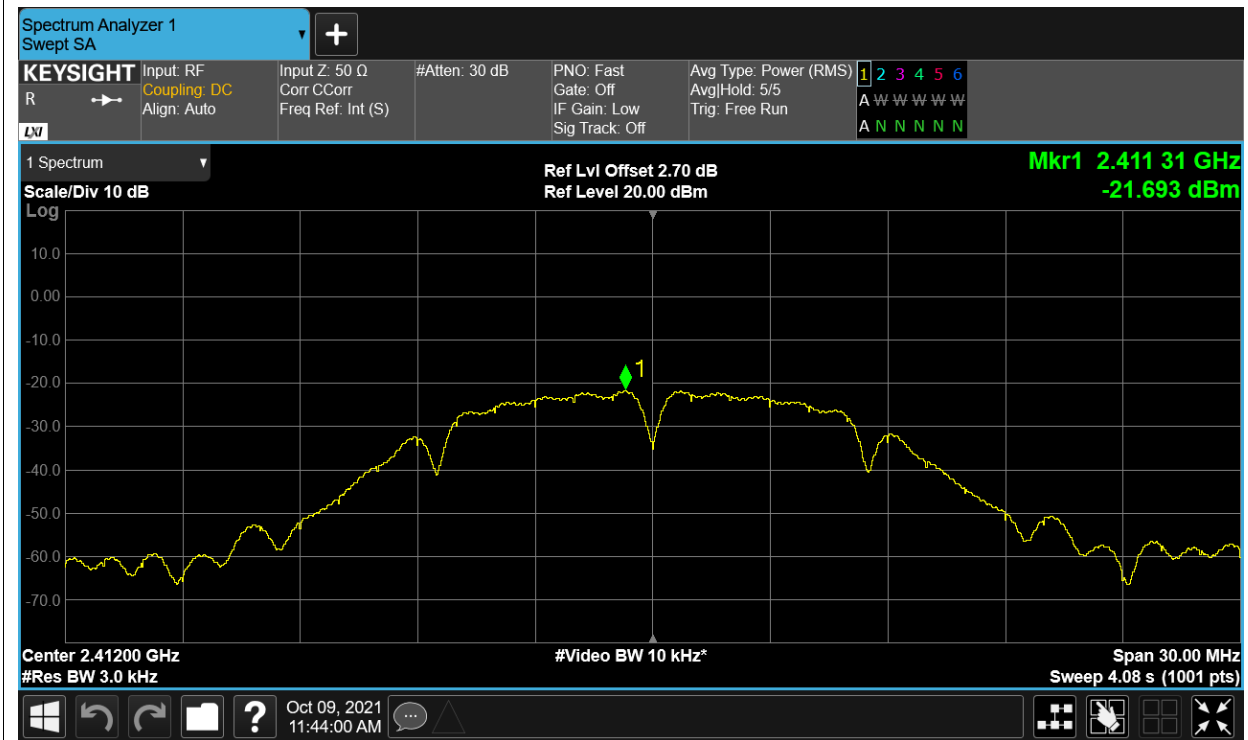 Spectrum Analyzer 1
Swept SA
+
KEYSIGHT
R
LXI
Input: RF
Coupling: DC
Align: Auto
Input Z: 50 Ω
Corr CCorr
Freq Ref: Int (S)
#Atten: 30 dB
PNO: Fast
Gate: Off
IF Gain: Low
Sig Track: Off
Avg Type: Power (RMS)
Avg|Hold: 5/5
Trig: Free Run
1 2 3 4 5 6
A W W W W W
A N N N N N
1 Spectrum
Scale/Div 10 dB
Log
Ref Lvl Offset 2.70 dB
Ref Level 20.00 dBm
Mkr1 2.411 31 GHz
-21.693 dBm
10.0
0.00
-10.0
-20.0
-30.0
-40.0
-50.0
-60.0
-70.0
1
Center 2.41200 GHz
#Res BW 3.0 kHz
#Video BW 10 kHz*
Span 30.00 MHz
Sweep 4.08 s (1001 pts)
?
Oct 09, 2021
11:44:00 AM